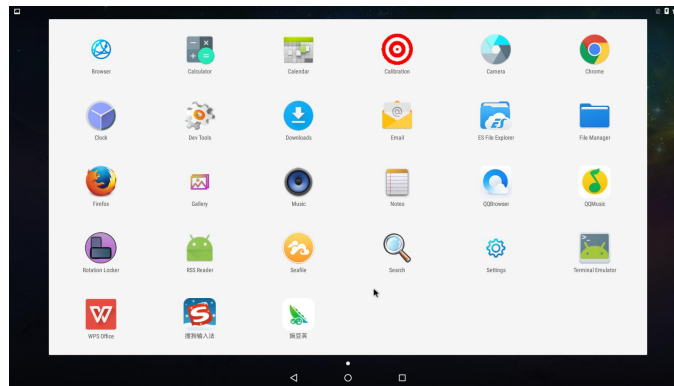 Browser
Calculator
Calendar
Calibration
Camera
Chrome
Clock
Dev Tools
Downloads
Email
ES File Explorer
File Manager
Firefox
Gallery
Music
Notes
QQBrowser
QQMusic
Rotation Locker
RSS Reader
Seafile
Search
Settings
Terminal Emulator
WPS Office
搜狗输入法
豌豆荚